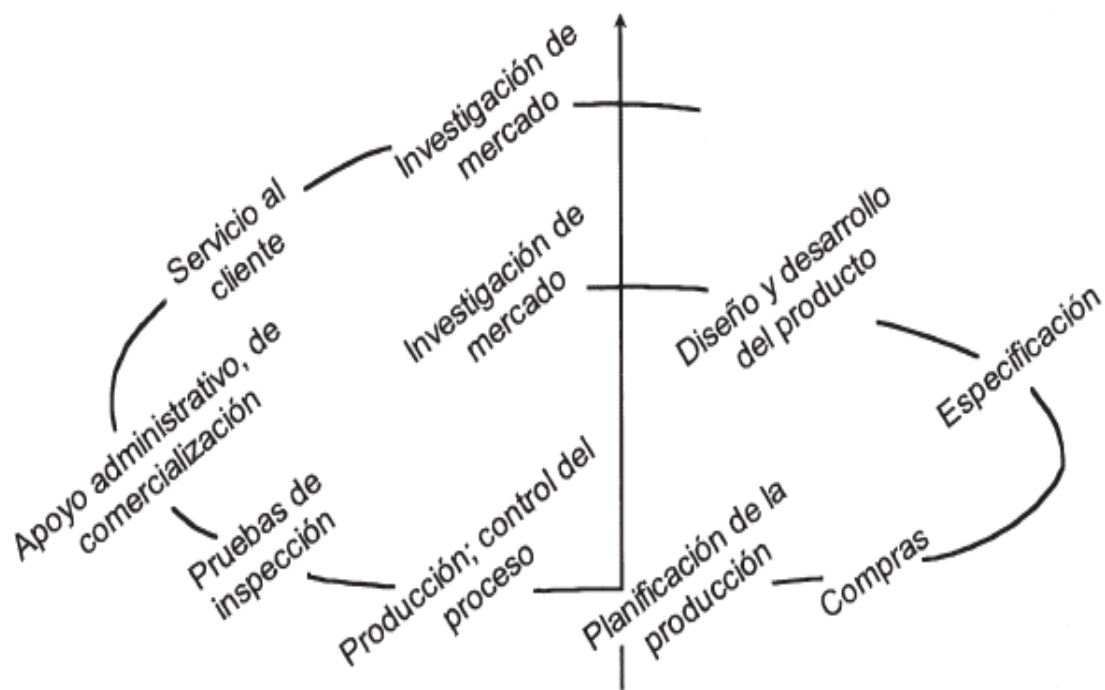 Investigación de
mercado
Servicio al
cliente
Investigación de
mercado
Diseño y desarrollo
del producto
Especificación
Apoyo administrativo, de
comercialización
Pruebas de
inspección
Producción; control del
proceso
Planificación de la
producción
Compras